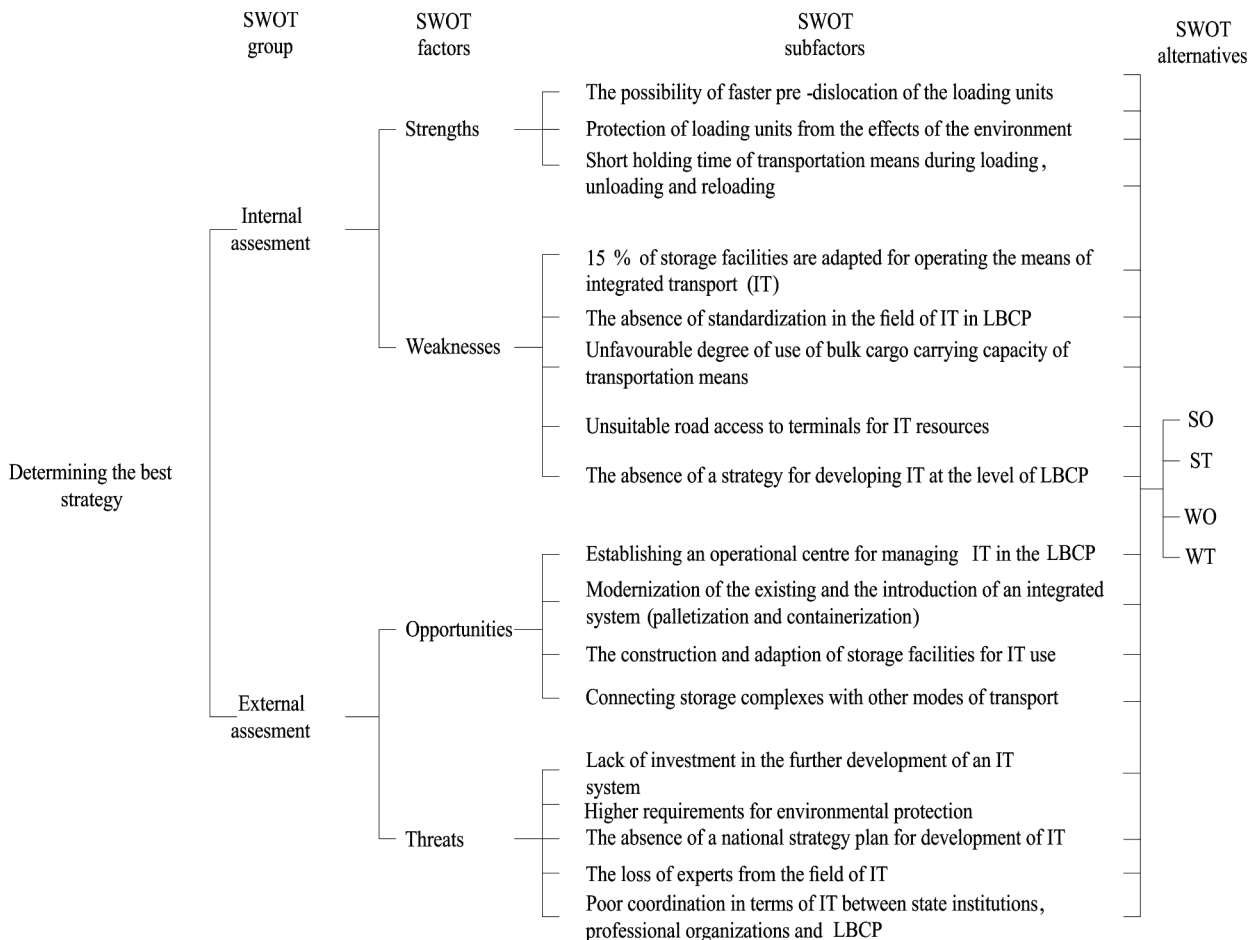 SWOT
group
SWOT
factors
SWOT
subfactors
SWOT
alternatives
Determining the best
strategy
Internal
assesment
External
assesment
Strengths
Weaknesses
Opportunities
Threats
The possibility of faster pre -dislocation of the loading units
Protection of loading units from the effects of the environment
Short holding time of transportation means during loading,
unloading and reloading
15 % of storage facilities are adapted for operating the means of
integrated transport (IT)
The absence of standardization in the field of IT in LBCP
Unfavourable degree of use of bulk cargo carrying capacity of
transportation means
Unsuitable road access to terminals for IT resources
The absence of a strategy for developing IT at the level of LBCP
Establishing an operational centre for managing IT in the LBCP
Modernization of the existing and the introduction of an integrated
system (palletization and containerization)
The construction and adaption of storage facilities for IT use
Connecting storage complexes with other modes of transport
Lack of investment in the further development of an IT
system
Higher requirements for environmental protection
The absence of a national strategy plan for development of IT
The loss of experts from the field of IT
Poor coordination in terms of IT between state institutions,
professional organizations and LBCP
SO
ST
WO
WT